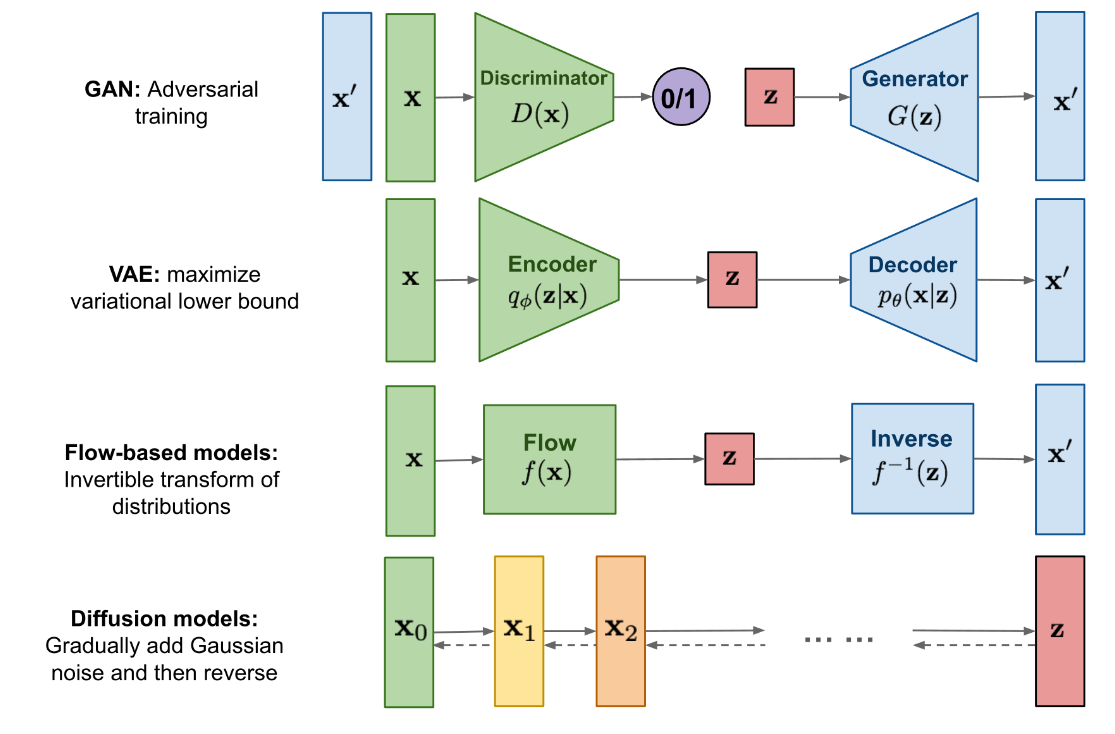 GAN: Adversarial
training
x′
x
Discriminator
D(x)
0/1
z
Generator
G(z)
x′
VAE: maximize
variational lower bound
x
Encoder
qϕ(z|x)
z
Decoder
pθ(x|z)
x′
Flow-based models:
Invertible transform of
distributions
x
Flow
f(x)
z
Inverse
f⁻¹(z)
x′
Diffusion models:
Gradually add Gaussian
noise and then reverse
x₀
x₁
x₂
... ...
z